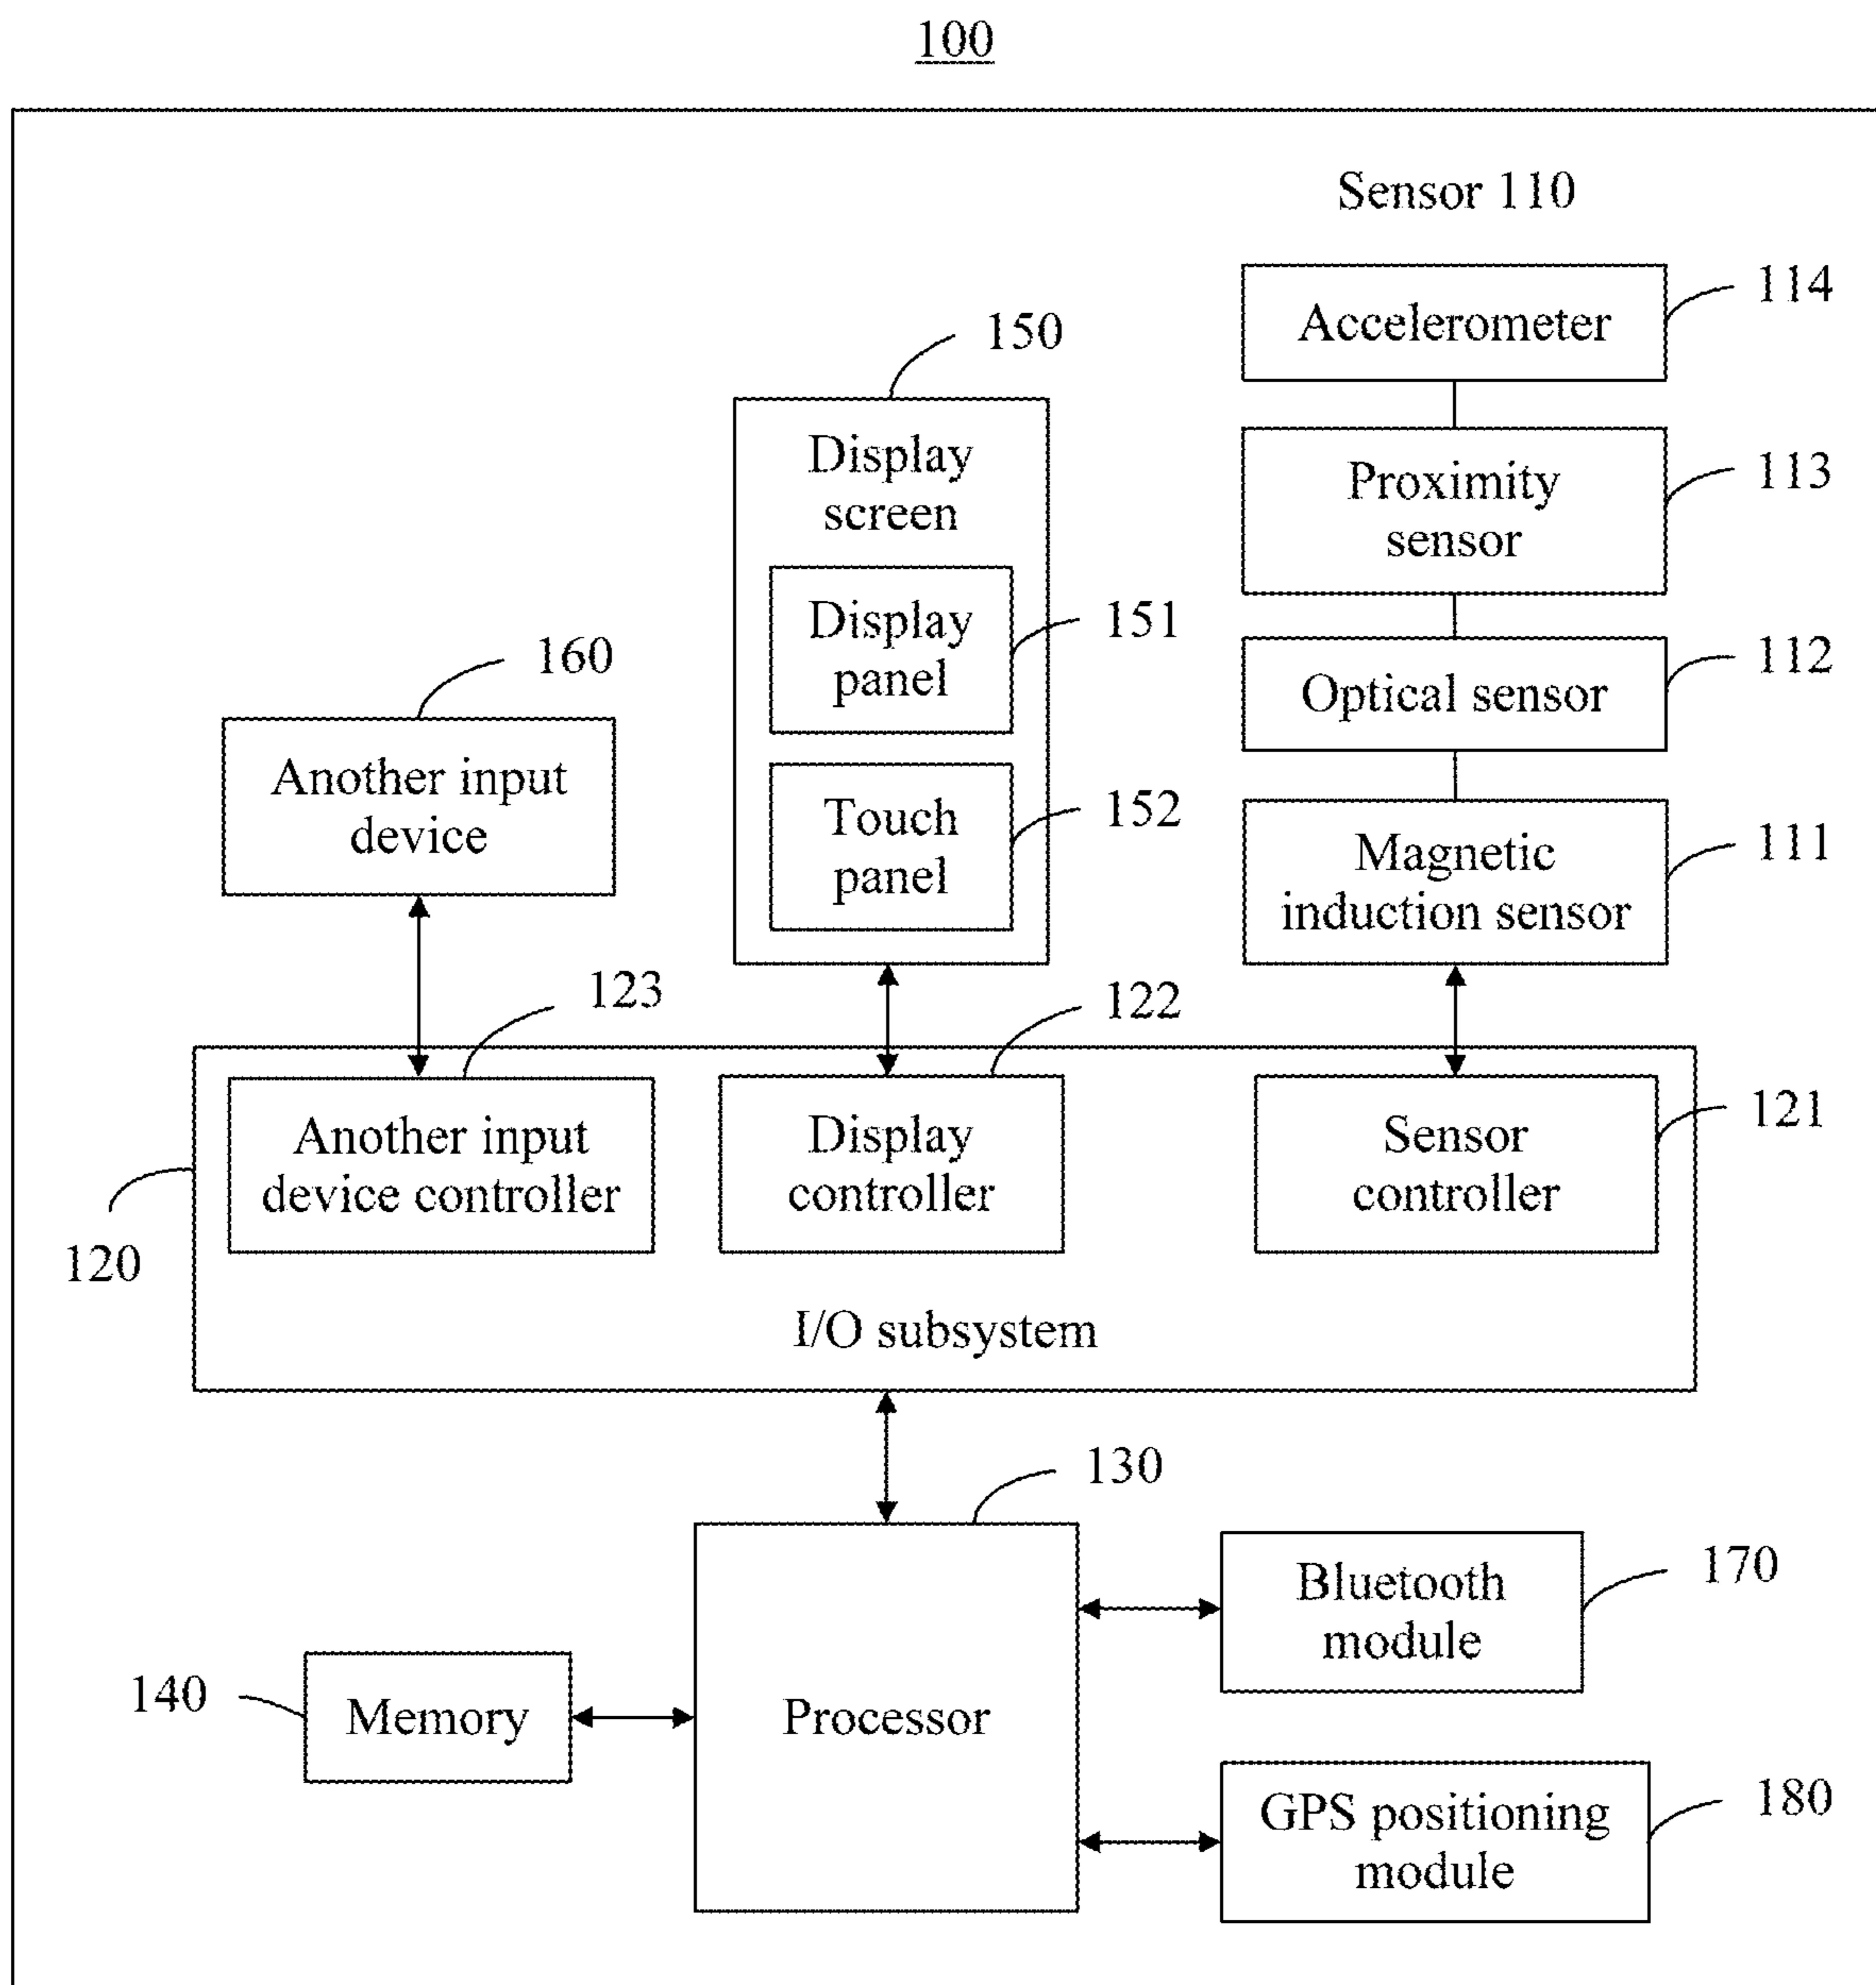 100
Sensor 110
Accelerometer
114
Proximity
sensor
113
Optical sensor
112
Magnetic
induction sensor
111
150
Display
screen
Display
panel
151
Touch
panel
152
160
Another input
device
123
122
121
Another input
device controller
Display
controller
Sensor
controller
120
I/O subsystem
130
Processor
140
Memory
Bluetooth
module
170
GPS positioning
module
180